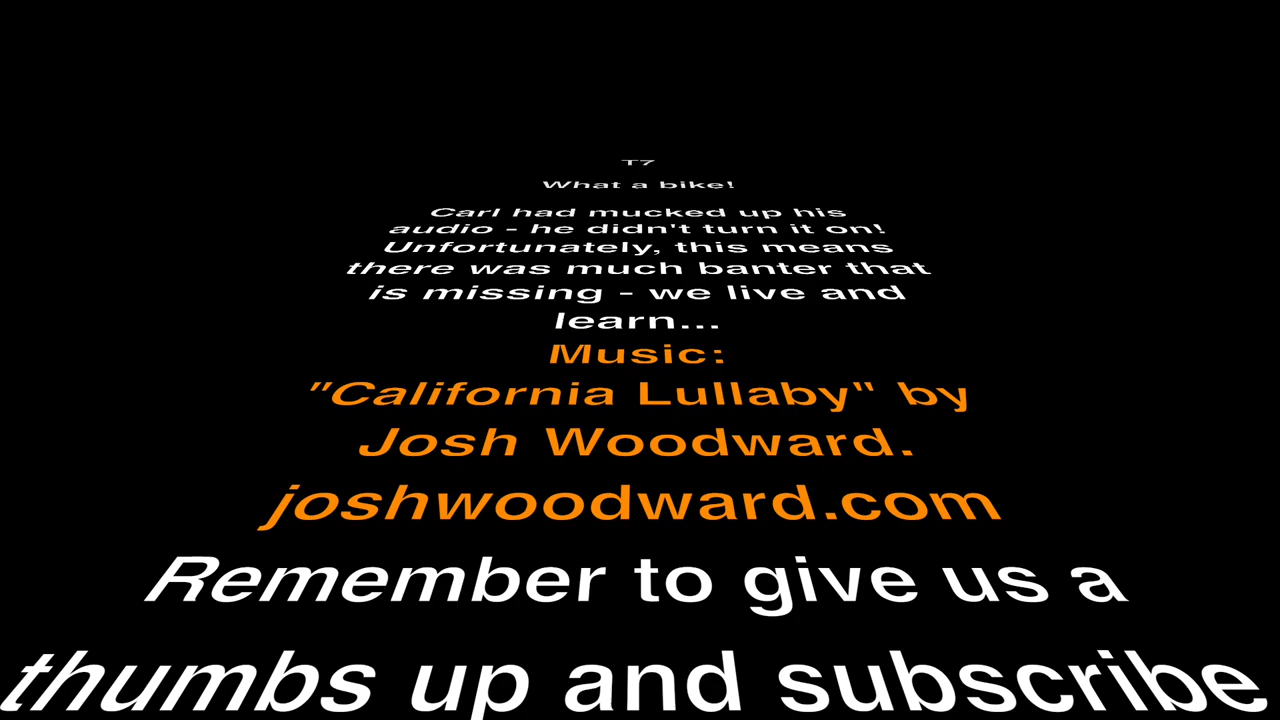 T7
What a bike!
Carl had mucked up his
audio - he didn't turn it on!
Unfortunately, this means
there was much banter that
is missing - we live and
learn...
Music:
"California Lullaby" by
Josh Woodward.
joshwoodward.com
Remember to give us a
thumbs up and subscribe